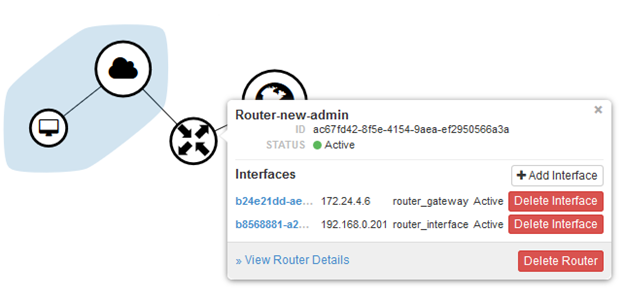 Router-new-admin
ID ac67fd42-8f5e-4154-9aea-ef2950566a3a
STATUS Active
Interfaces
Add Interface
b24e21dd-ae... 172.24.4.6 router_gateway Active Delete Interface
b8568881-a2... 192.168.0.201 router_interface Active Delete Interface
» View Router Details
Delete Router